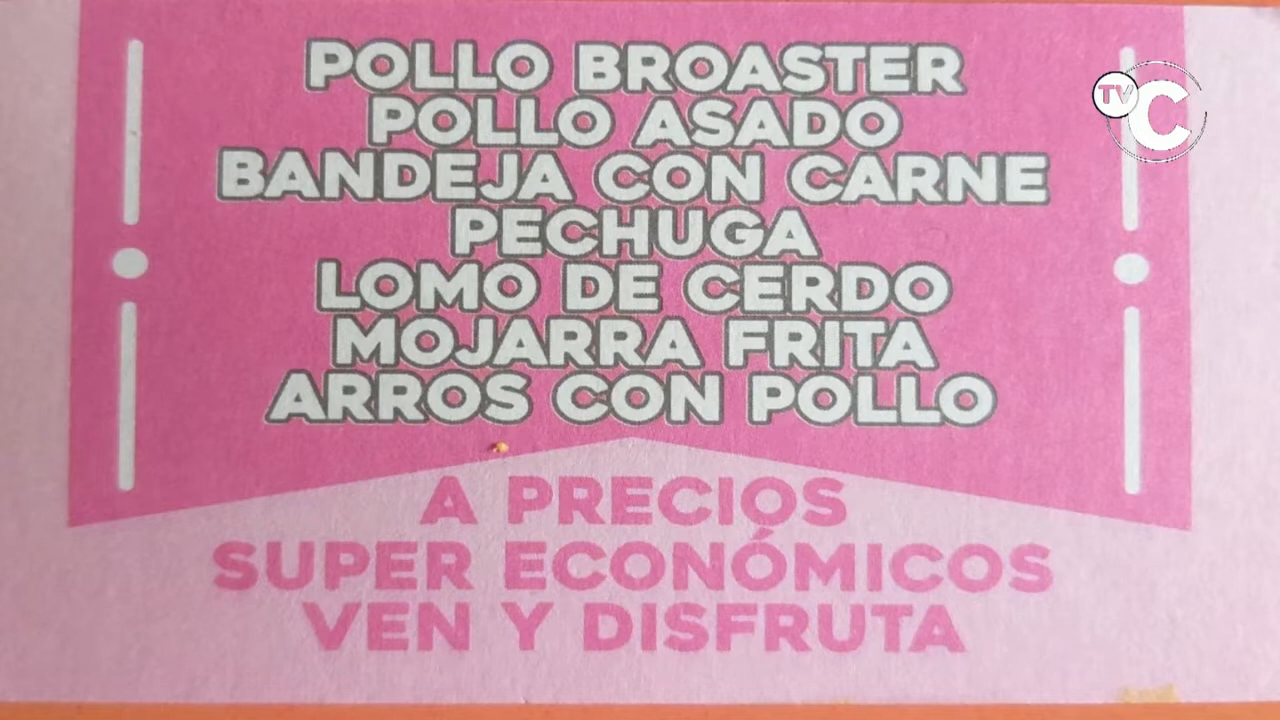 POLLO BROASTER
POLLO ASADO
BANDEJA CON CARNE
PECHUGA
LOMO DE CERDO
MOJARRA FRITA
ARROS CON POLLO
A PRECIOS
SUPER ECONÓMICOS
VEN Y DISFRUTA
TV C